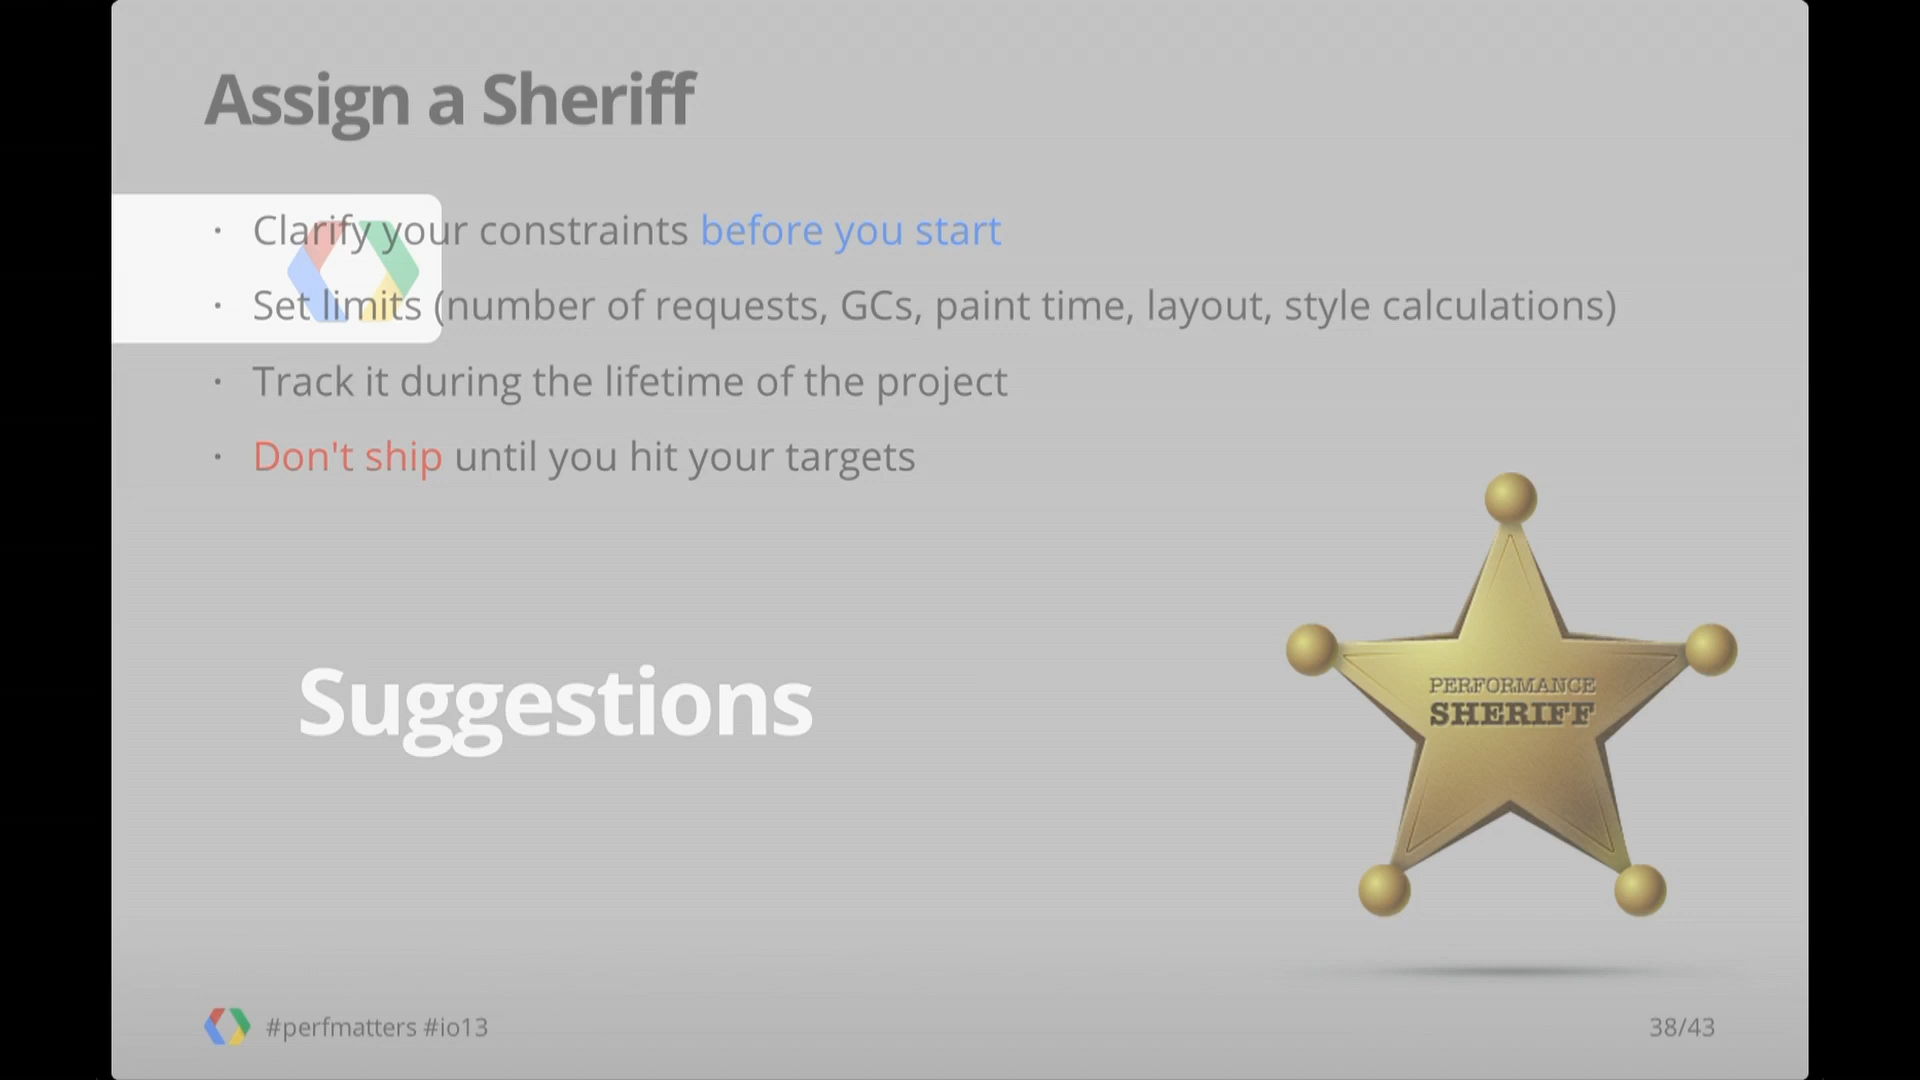 Assign a Sheriff
· Clarify your constraints before you start
· Set limits (number of requests, GCs, paint time, layout, style calculations)
· Track it during the lifetime of the project
· Don't ship until you hit your targets
Suggestions
PERFORMANCE
SHERIFF
#perfmatters #io13
38/43